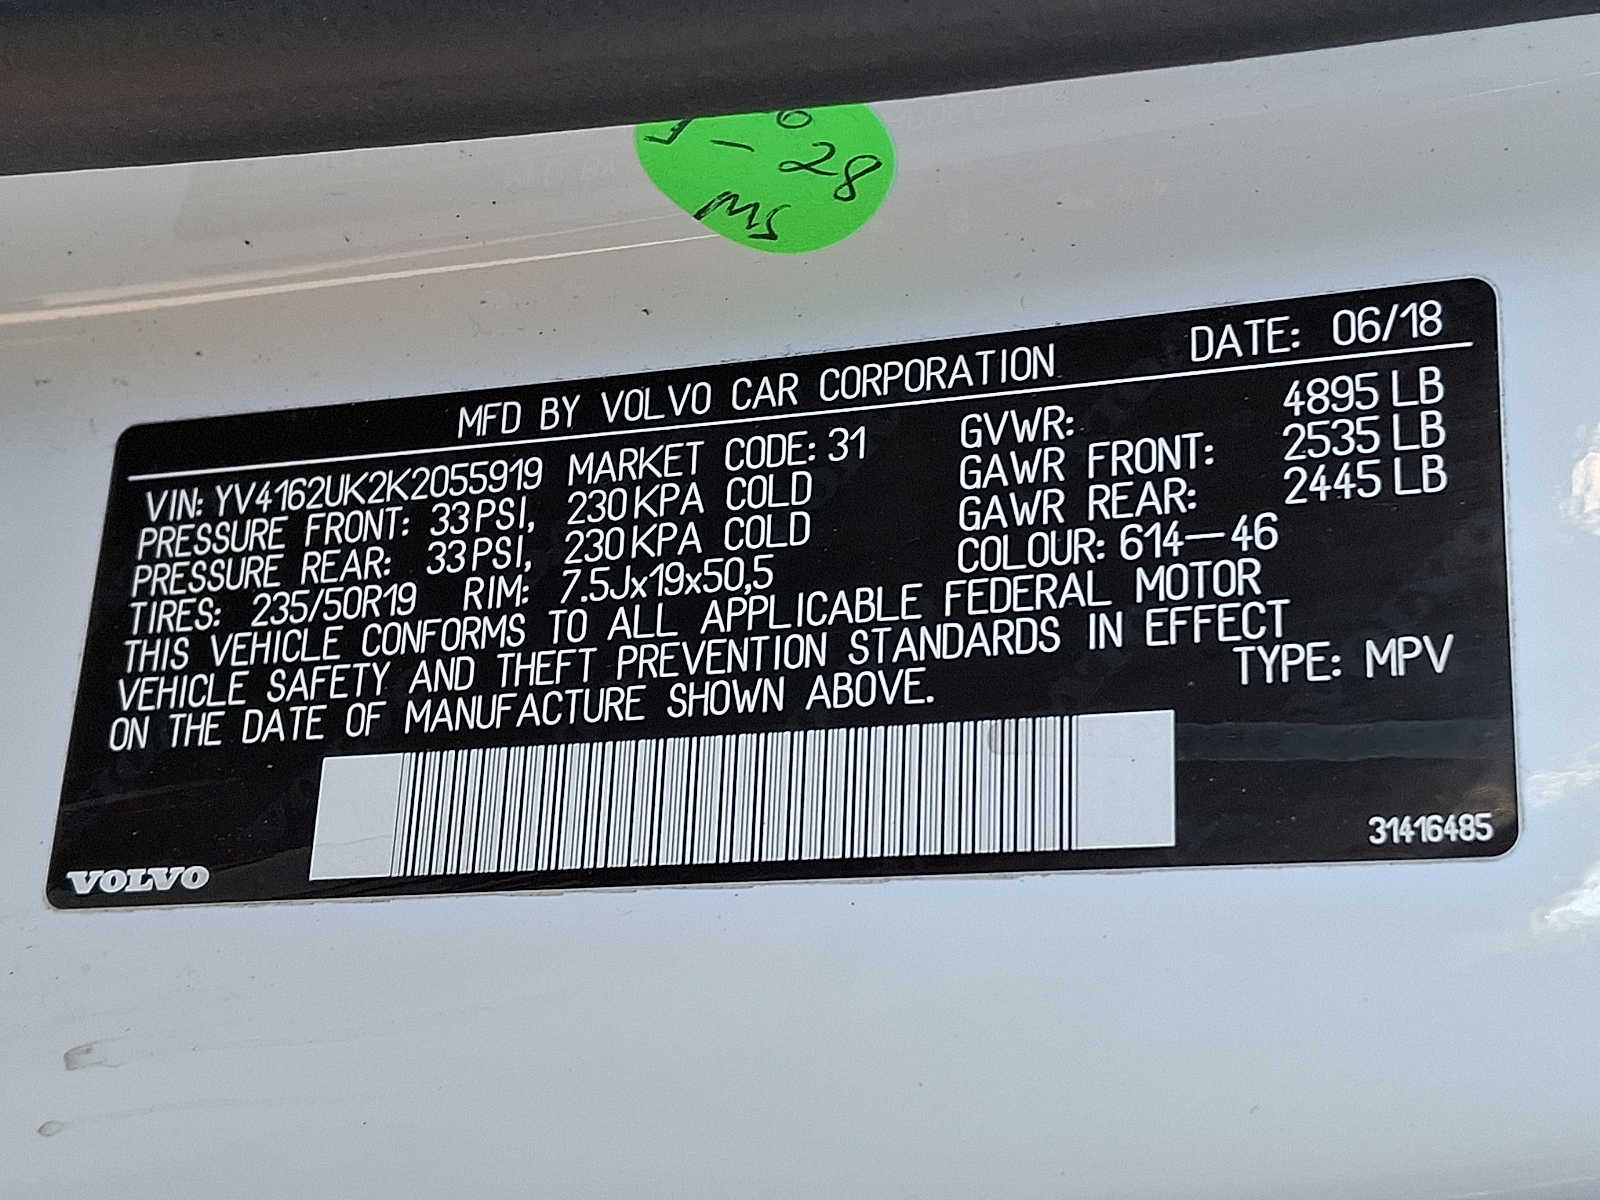 - 28
MS
MFD BY VOLVO CAR CORPORATION DATE: 06/18
VIN: YV4162UK2K2055919 MARKET CODE: 31 GVWR: 4895 LB
PRESSURE FRONT: 33 PSI, 230 KPA COLD GAWR FRONT: 2535 LB
PRESSURE REAR: 33 PSI, 230 KPA COLD GAWR REAR: 2445 LB
TIRES: 235/50R19 RIM: 7.5Jx19x50,5 COLOUR: 614-46
THIS VEHICLE CONFORMS TO ALL APPLICABLE FEDERAL MOTOR
VEHICLE SAFETY AND THEFT PREVENTION STANDARDS IN EFFECT
ON THE DATE OF MANUFACTURE SHOWN ABOVE. TYPE: MPV
VOLVO 31416485